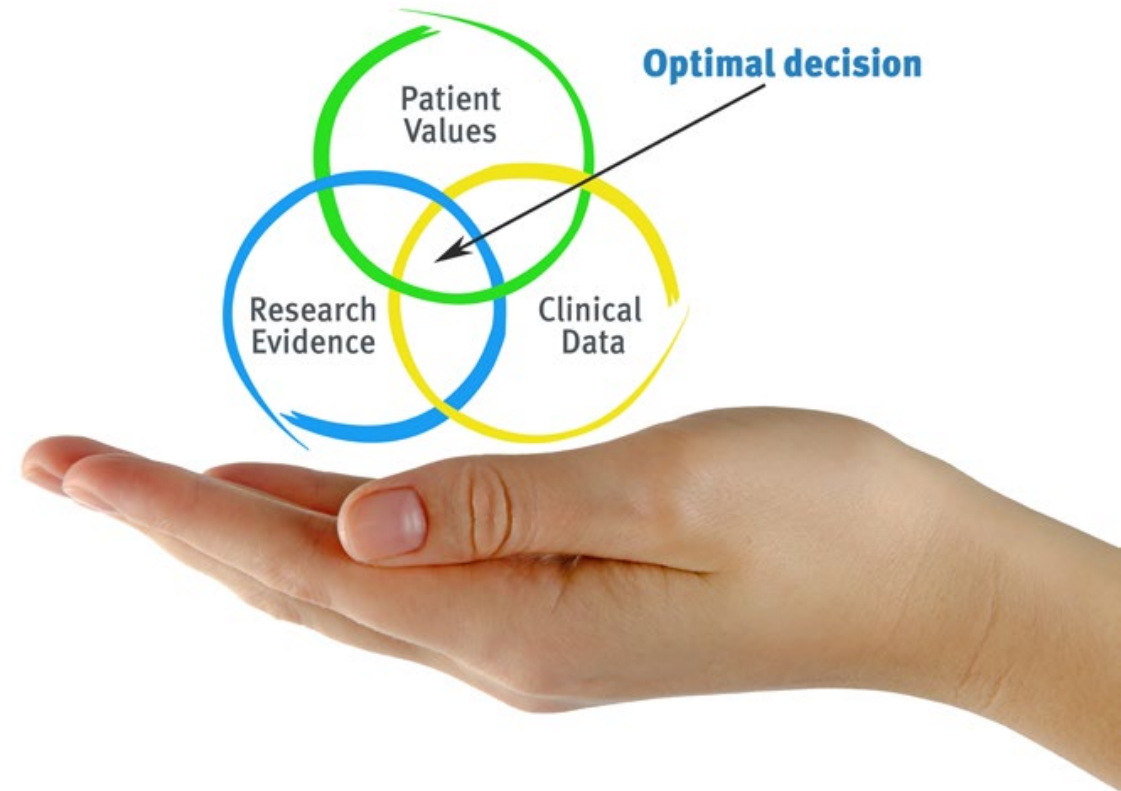 Optimal decision
Patient
Values
Research
Evidence
Clinical
Data